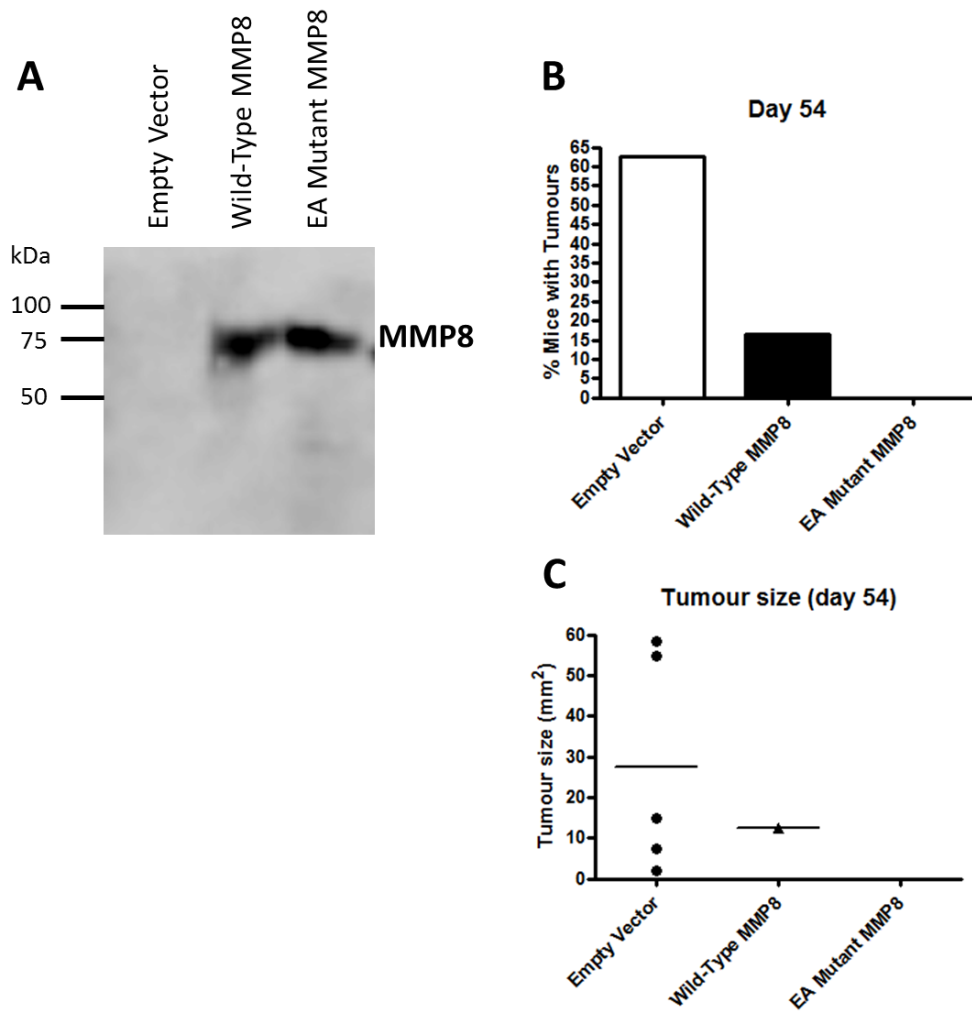 A
Empty Vector
Wild-Type MMP8
EA Mutant MMP8
kDa
100
75
50
MMP8
B
Day 54
% Mice with Tumours
65
60
55
50
45
40
35
30
25
20
15
10
5
0
Empty Vector
Wild-Type MMP8
EA Mutant MMP8
C
Tumour size (day 54)
Tumour size (mm²)
60
50
40
30
20
10
0
Empty Vector
Wild-Type MMP8
EA Mutant MMP8